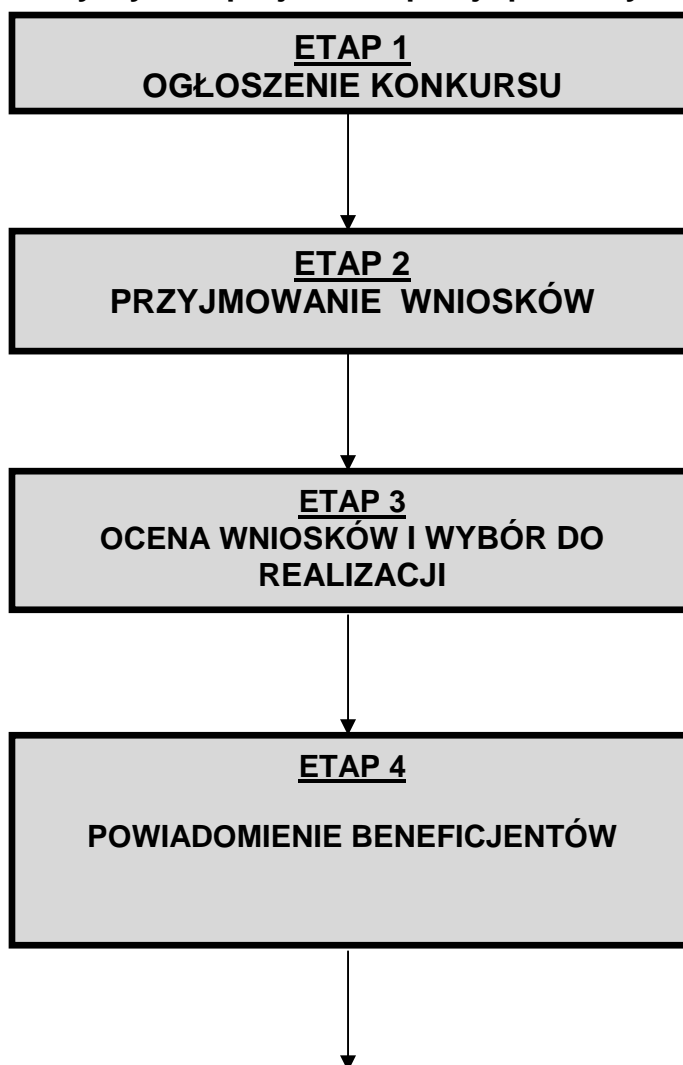 ETAP 1
OGŁOSZENIE KONKURSU
ETAP 2
PRZYJMOWANIE WNIOSKÓW
ETAP 3
OCENA WNIOSKÓW I WYBÓR DO
REALIZACJI
ETAP 4
POWIADOMIENIE BENEFICJENTÓW